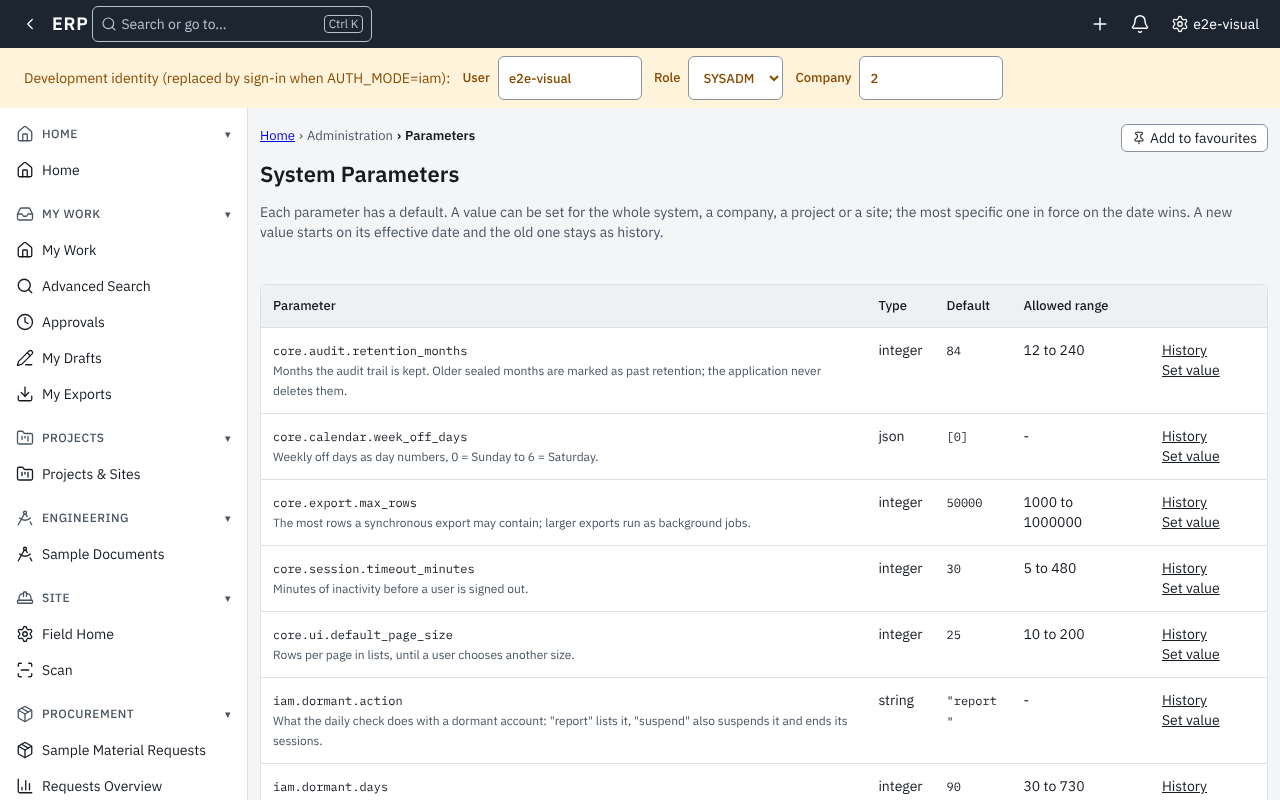 ERP
Search or go to...
Ctrl K
e2e-visual
Development identity (replaced by sign-in when AUTH_MODE=iam): User e2e-visual Role SYSADM Company 2
HOME
Home
MY WORK
My Work
Advanced Search
Approvals
My Drafts
My Exports
PROJECTS
Projects & Sites
ENGINEERING
Sample Documents
SITE
Field Home
Scan
PROCUREMENT
Sample Material Requests
Requests Overview
Home › Administration › Parameters
Add to favourites
System Parameters
Each parameter has a default. A value can be set for the whole system, a company, a project or a site; the most specific one in force on the date wins. A new
value starts on its effective date and the old one stays as history.
Parameter Type Default Allowed range
core.audit.retention_months integer 84 12 to 240 History
Months the audit trail is kept. Older sealed months are marked as past retention; the application never Set value
deletes them.
core.calendar.week_off_days json [0] - History
Weekly off days as day numbers, 0 = Sunday to 6 = Saturday. Set value
core.export.max_rows integer 50000 1000 to History
The most rows a synchronous export may contain; larger exports run as background jobs. 1000000 Set value
core.session.timeout_minutes integer 30 5 to 480 History
Minutes of inactivity before a user is signed out. Set value
core.ui.default_page_size integer 25 10 to 200 History
Rows per page in lists, until a user chooses another size. Set value
iam.dormant.action string "report - History
What the daily check does with a dormant account: "report" lists it, "suspend" also suspends it and ends its " Set value
sessions.
iam.dormant.days integer 90 30 to 730 History